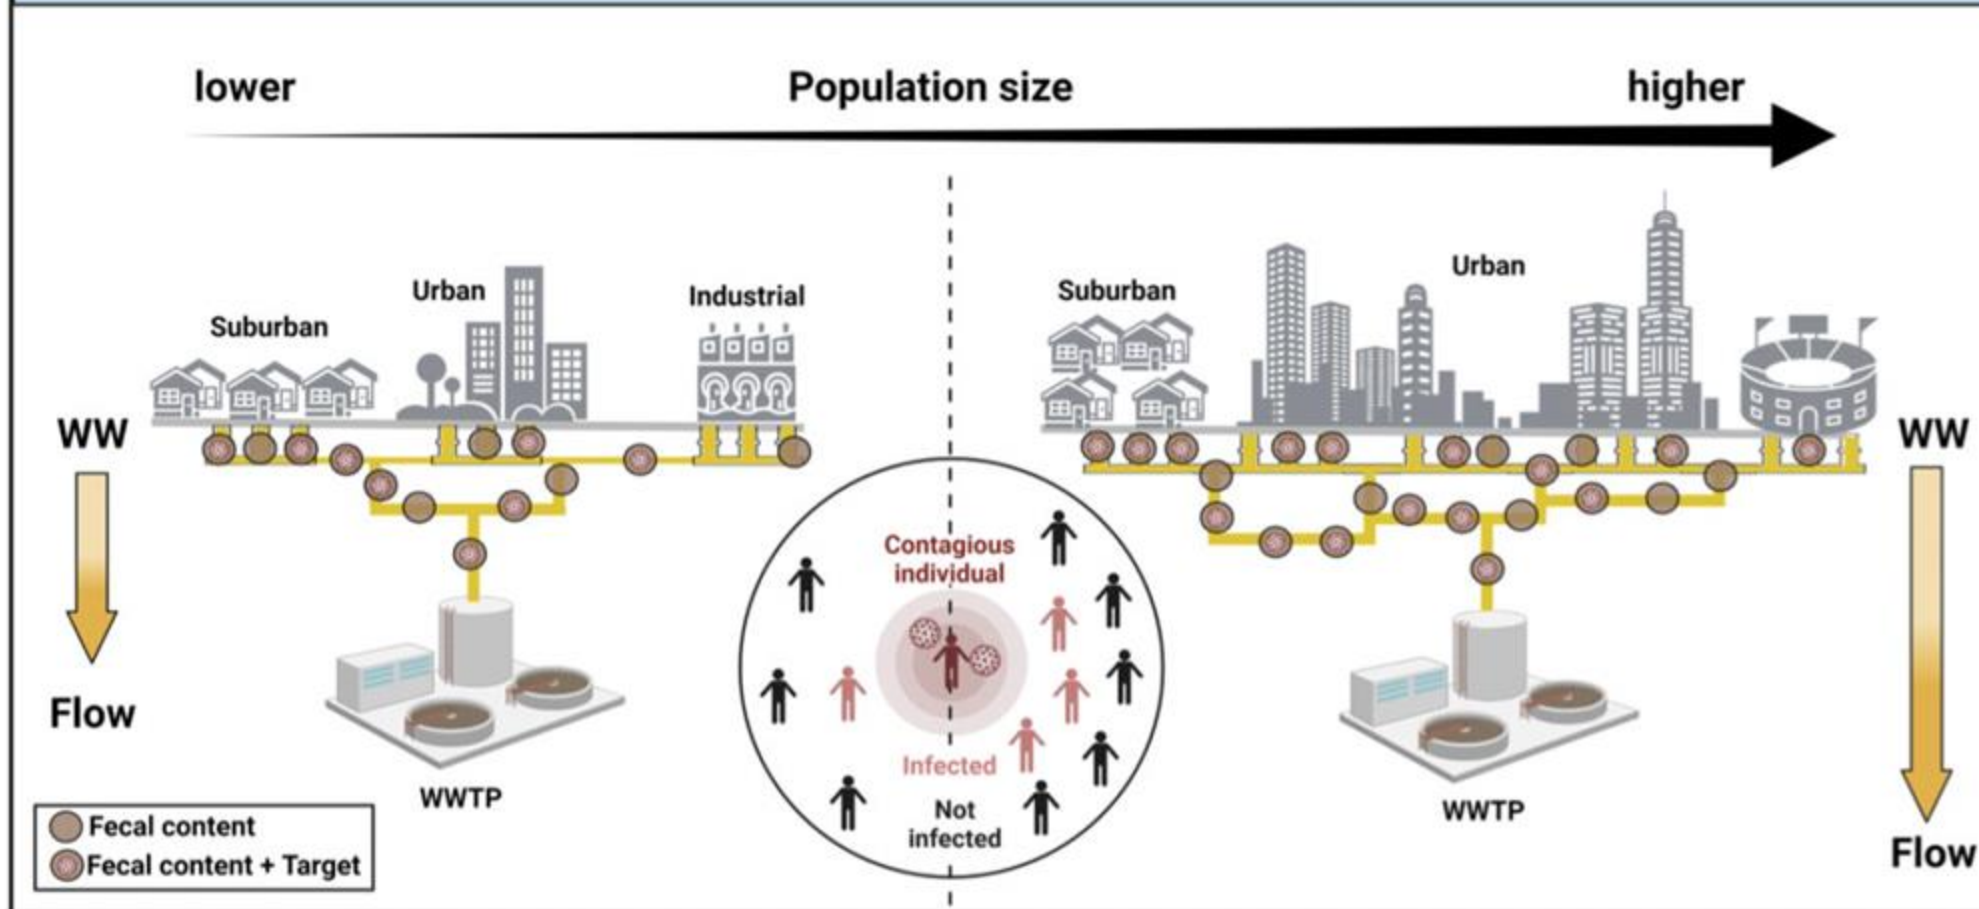 lower
Population size
higher
Suburban
Urban
Industrial
Suburban
Urban
WW
Flow
WWTP
Contagious
individual
Infected
Not
infected
WWTP
WW
Flow
Fecal content
Fecal content + Target